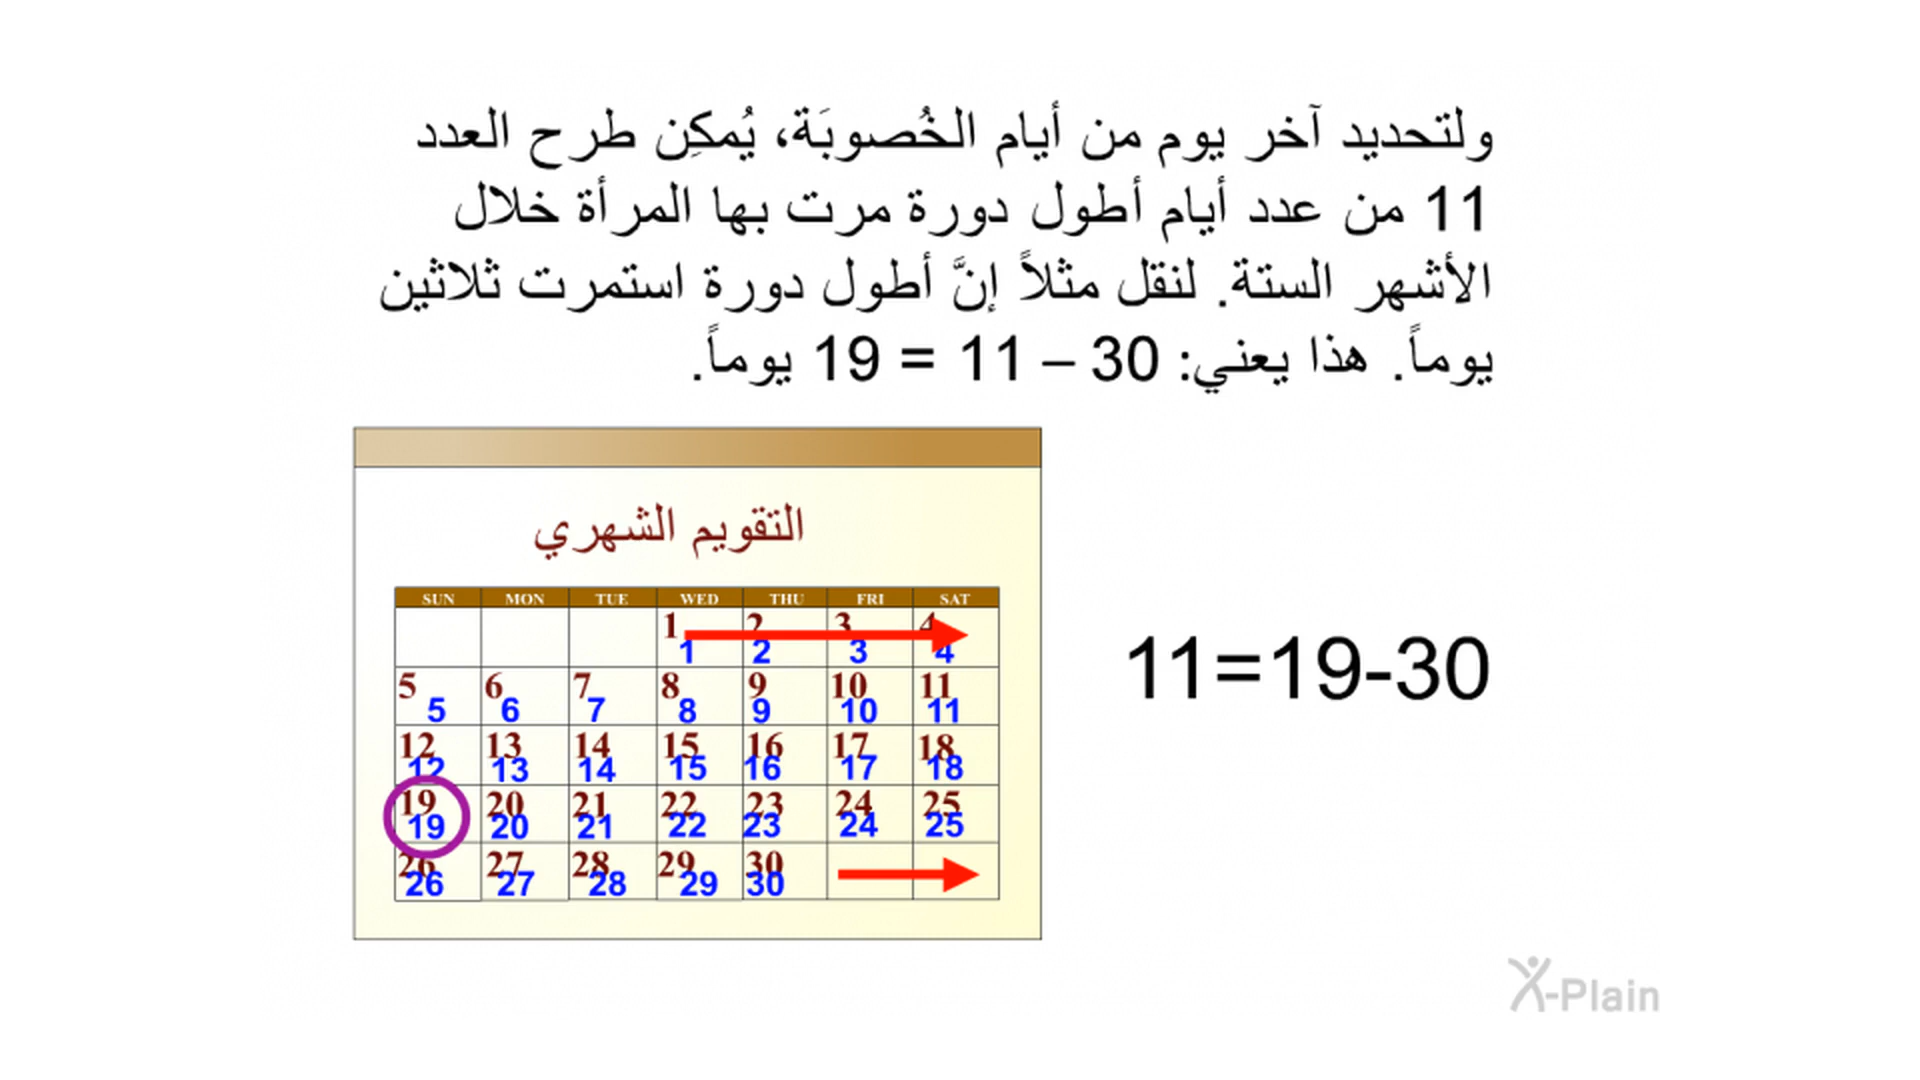 ولتحديد آخر يوم من أيام الخُصوبَة، يُمكِن طرح العدد
11 من عدد أيام أطول دورة مرت بها المرأة خلال
الأشهر الستة. لنقل مثلاً إنَّ أطول دورة استمرت ثلاثين
يوماً. هذا يعني: 30 – 11 = 19 يوماً.
التقويم الشهري
SUN MON TUE WED THU FRI SAT
1 2 3 4
1 2 3 4
5 6 7 8 9 10 11
5 6 7 8 9 10 11
12 13 14 15 16 17 18
12 13 14 15 16 17 18
19 20 21 22 23 24 25
19 20 21 22 23 24 25
26 27 28 29 30
26 27 28 29 30
11=19-30
X-Plain